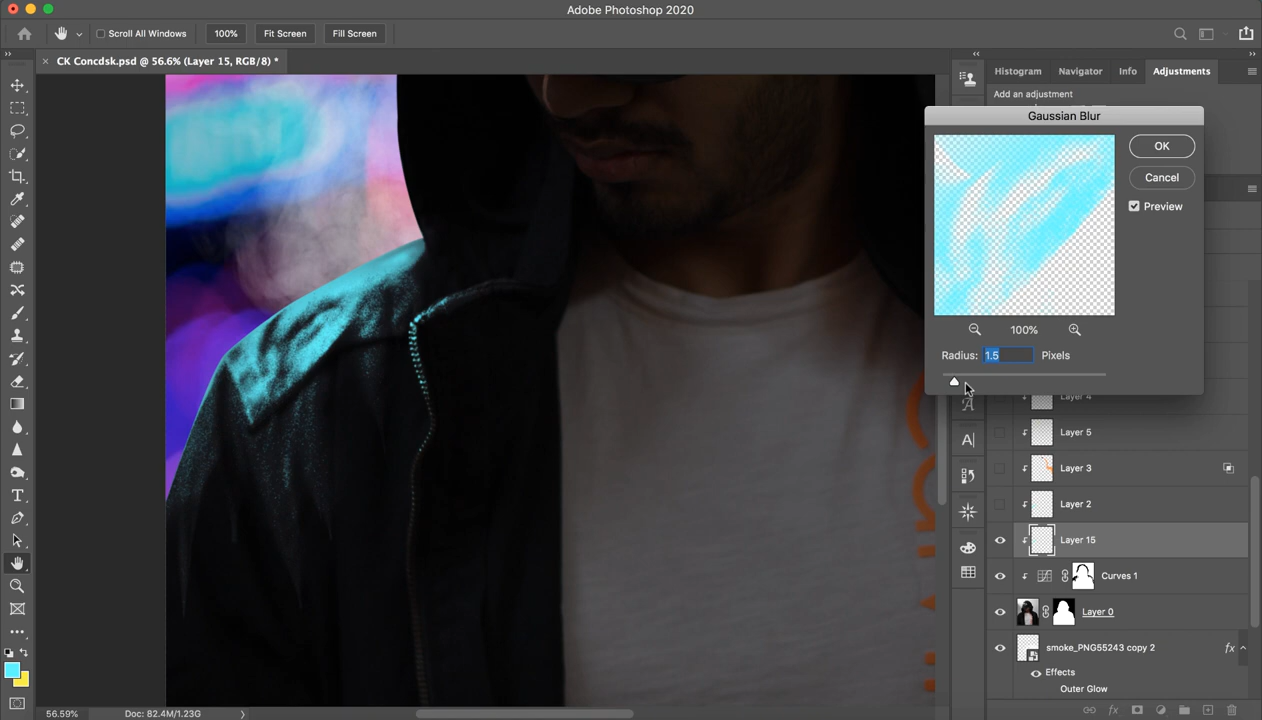 Adobe Photoshop 2020
Scroll All Windows
100%
Fit Screen
Fill Screen
CK Concdsk.psd @ 56.6% (Layer 15, RGB/8) *
Histogram
Navigator
Info
Adjustments
Add an adjustment
Gaussian Blur
OK
Cancel
Preview
100%
Radius: 1.5 Pixels
Layer 4
Layer 5
Layer 3
Layer 2
Layer 15
Curves 1
Layer 0
smoke_PNG55243 copy 2
fx
Effects
Outer Glow
fx
56.59%
Doc: 82.4M/1.23G